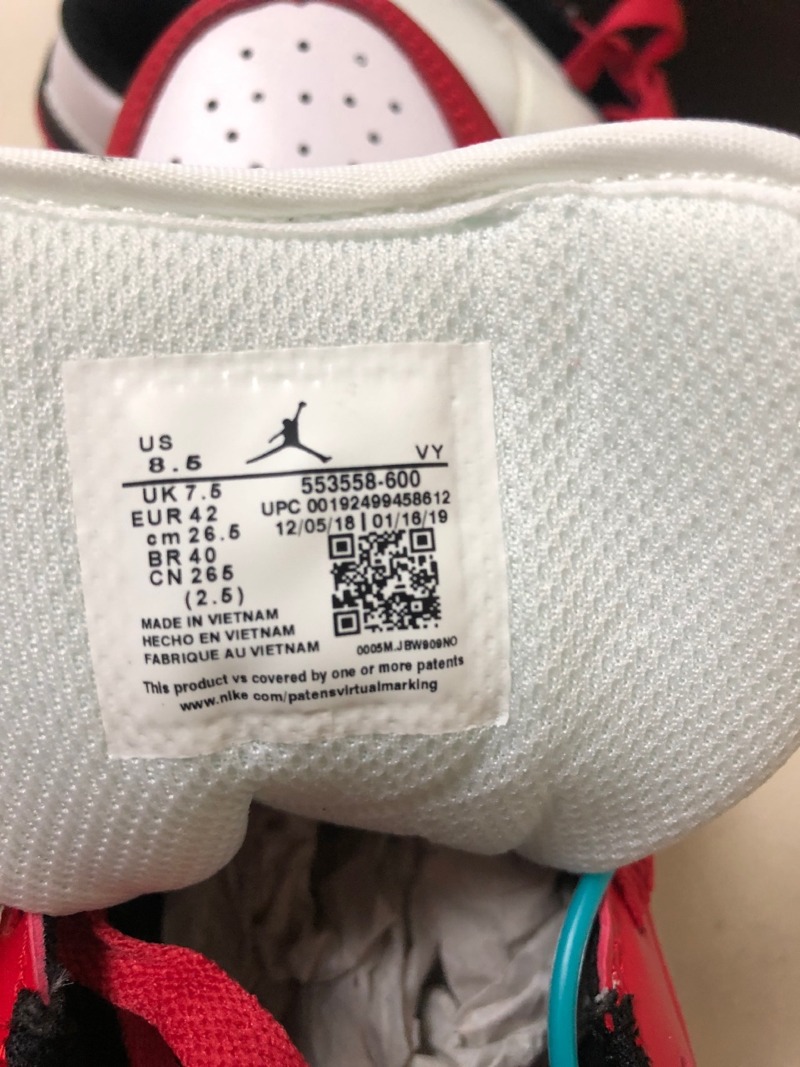 US
8.5
VY
UK 7.5
EUR 42
cm 26.5
BR 40
CN 265
(2.5)
553558-600
UPC 00192499458612
12/05/18 | 01/16/19
MADE IN VIETNAM
HECHO EN VIETNAM
FABRIQUE AU VIETNAM
0005M.JBW909NO
This product vs covered by one or more patents
www.nike com/patensvirtualmarking